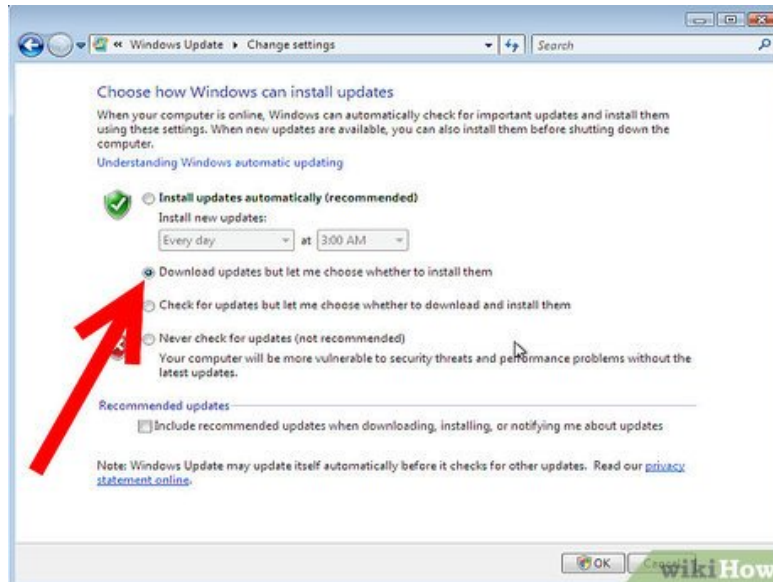 « Windows Update ▸ Change settings
Search
Choose how Windows can install updates
When your computer is online, Windows can automatically check for important updates and install them
using these settings. When new updates are available, you can also install them before shutting down the
computer.
Understanding Windows automatic updating
Install updates automatically (recommended)
Install new updates:
Every day at 3:00 AM
Download updates but let me choose whether to install them
Check for updates but let me choose whether to download and install them
Never check for updates (not recommended)
Your computer will be more vulnerable to security threats and performance problems without the
latest updates.
Recommended updates
Include recommended updates when downloading, installing, or notifying me about updates
Note: Windows Update may update itself automatically before it checks for other updates. Read our privacy
statement online.
OK Cancel
wikiHow